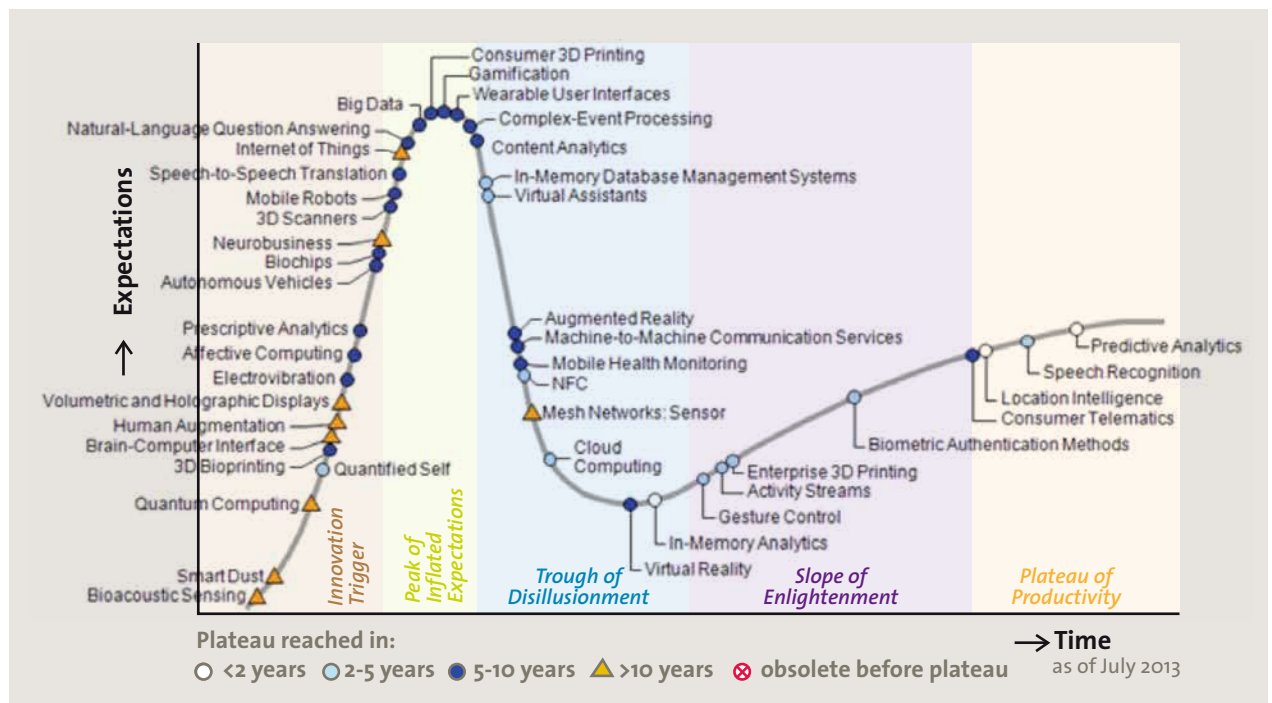 Consumer 3D Printing
Gamification
Wearable User Interfaces
Big Data
Complex-Event Processing
Natural-Language Question Answering
Internet of Things
Content Analytics
Speech-to-Speech Translation
In-Memory Database Management Systems
Mobile Robots
Virtual Assistants
3D Scanners
Neurobusiness
Biochips
Autonomous Vehicles
Expectations
Prescriptive Analytics
Augmented Reality
Machine-to-Machine Communication Services
Affective Computing
Mobile Health Monitoring
Electrovibration
NFC
Volumetric and Holographic Displays
Mesh Networks: Sensor
Human Augmentation
Brain-Computer Interface
3D Bioprinting
Quantified Self
Cloud
Computing
Quantum Computing
Smart Dust
Bioacoustic Sensing
Predictive Analytics
Speech Recognition
Location Intelligence
Consumer Telematics
Biometric Authentication Methods
Enterprise 3D Printing
Activity Streams
Gesture Control
In-Memory Analytics
Virtual Reality
Innovation
Trigger
Peak of
Inflated
Expectations
Trough of
Disillusionment
Slope of
Enlightenment
Plateau of
Productivity
Plateau reached in:
<2 years
2-5 years
5-10 years
>10 years
obsolete before plateau
Time
as of July 2013